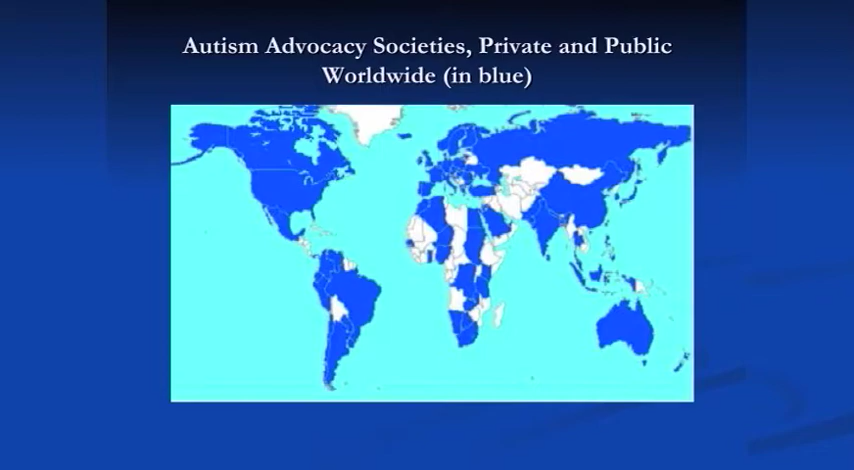 Autism Advocacy Societies, Private and Public
Worldwide (in blue)